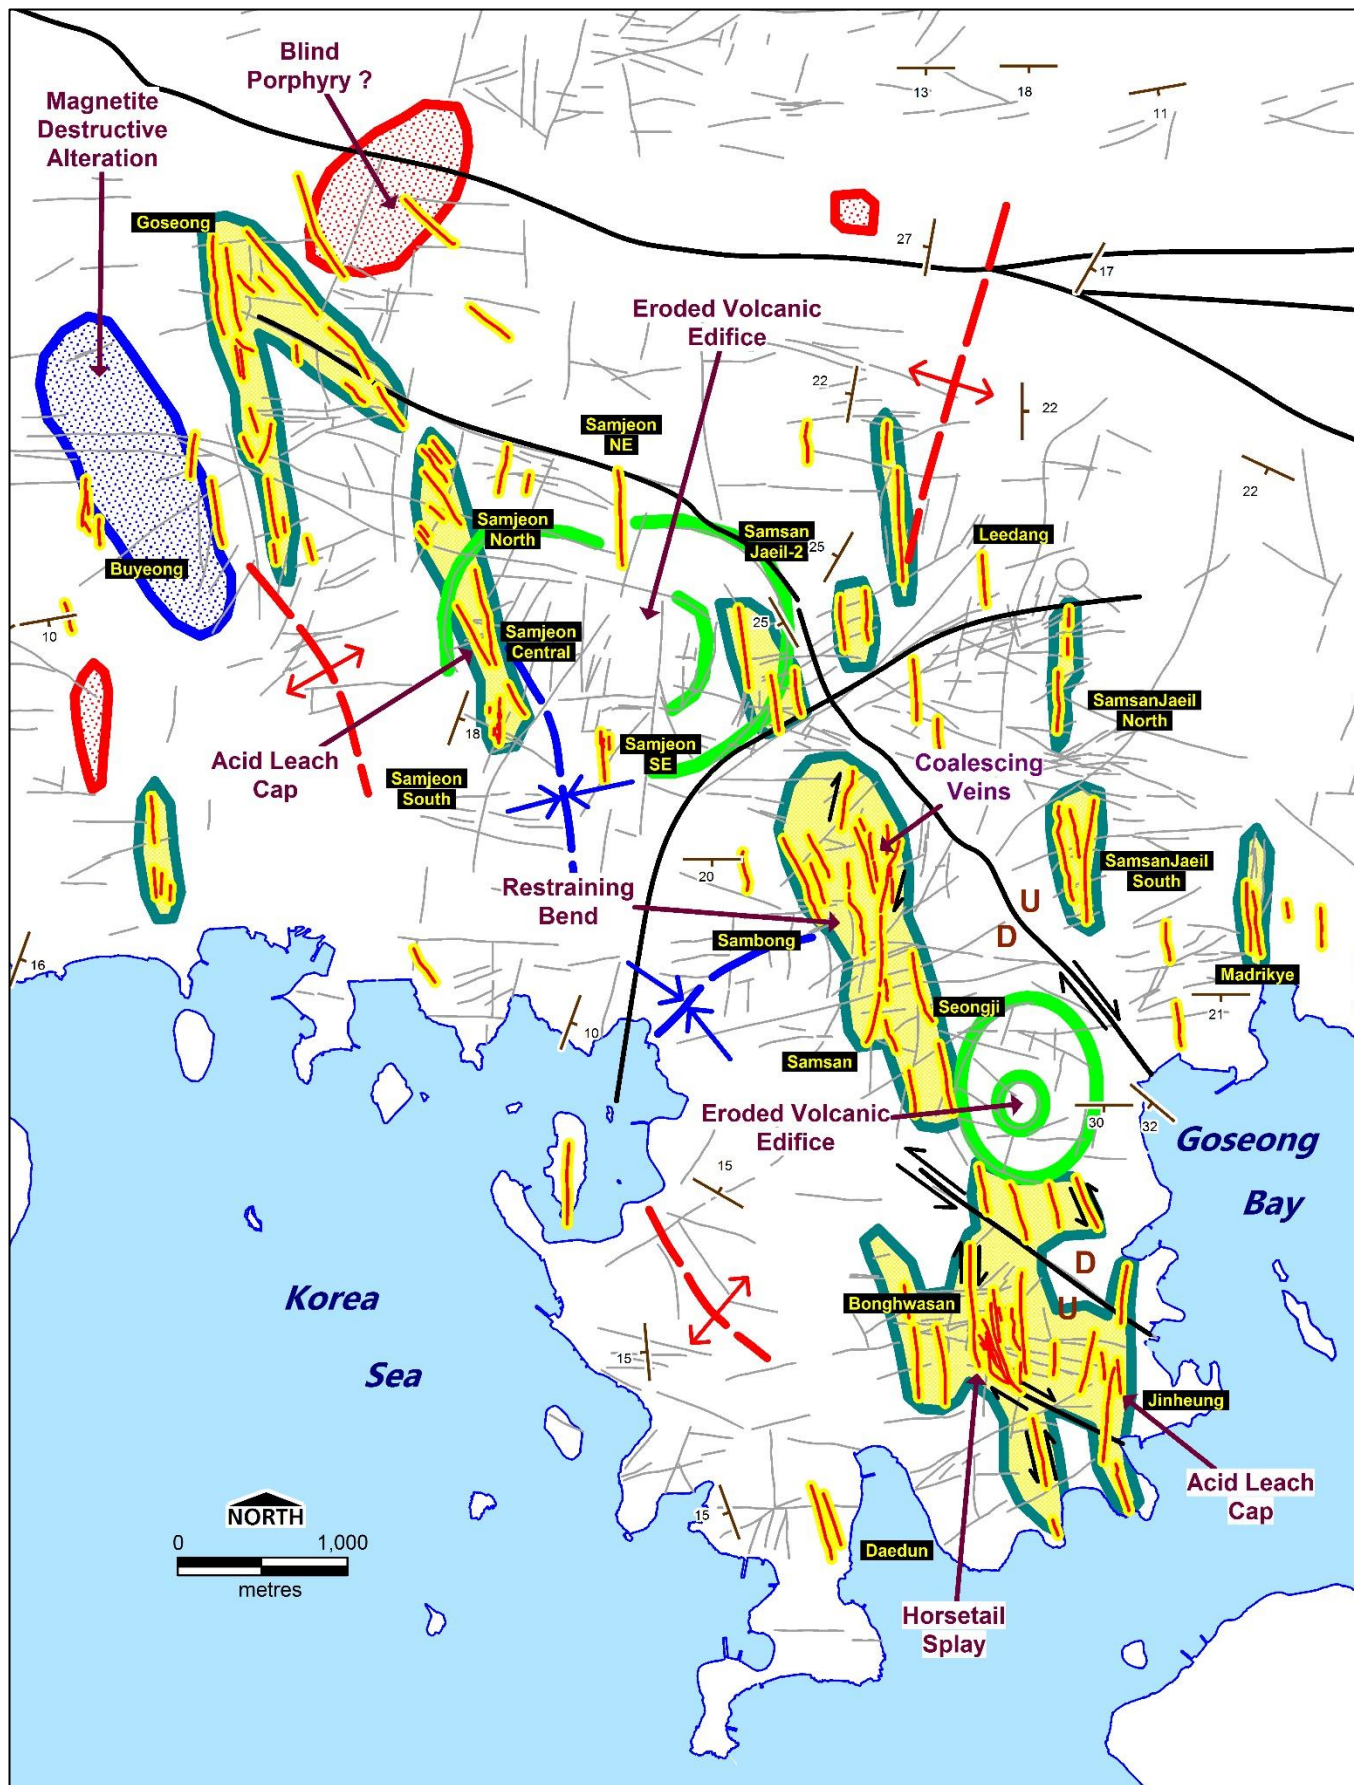 Blind
Porphyry ?
Magnetite
Destructive
Alteration
13
18
11
Goseong
27
17
Eroded Volcanic
Edifice
22
22
Samjeon
NE
22
Samjeon
North
Samsan
Jaeil-2
25
Leedang
Buyeong
10
25
Samjeon
Central
SamsanJaeil
North
18
Acid Leach
Cap
Samjeon
South
Samjeon
SE
Coalescing
Veins
20
Restraining
Bend
SamsanJaeil
South
U
D
Sambong
16
Madrikye
10
Seongji
21
Samsan
Eroded Volcanic
Edifice
30
32
Goseong
Bay
15
D
Korea
Sea
Bonghwasan
U
15
Jinheung
Acid Leach
Cap
15
NORTH
0 1,000
metres
Daedun
Horsetail
Splay